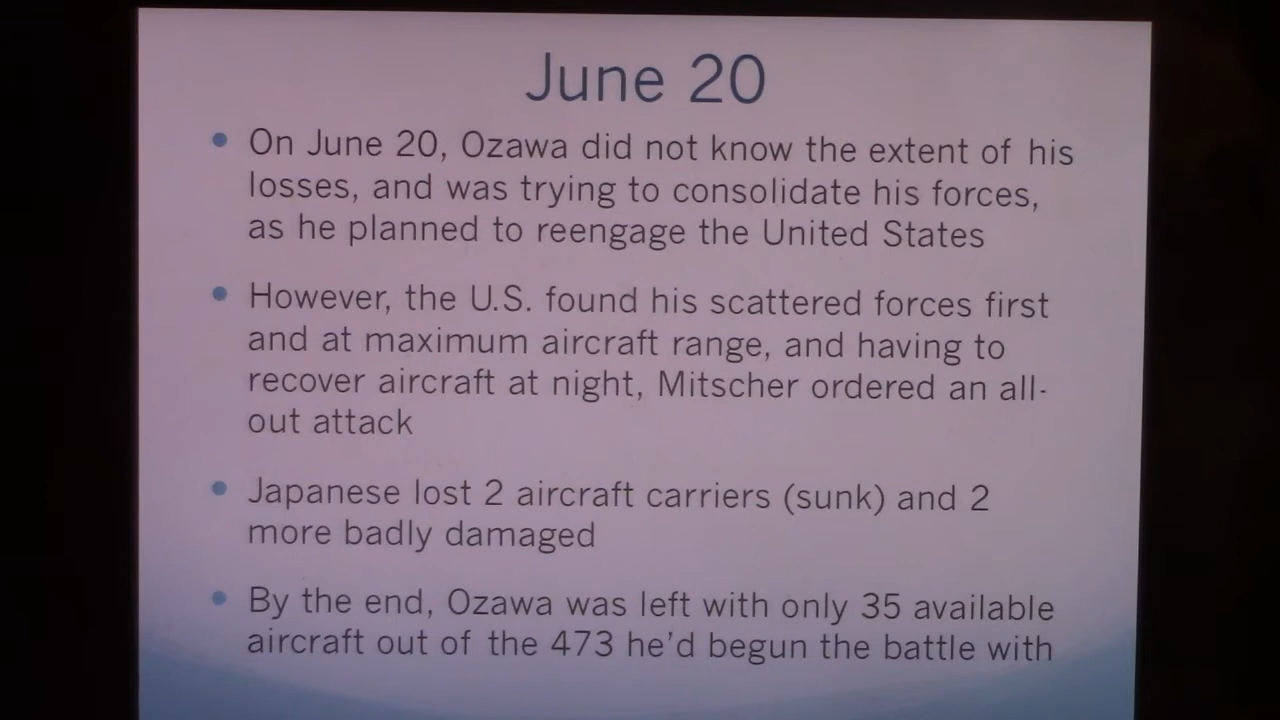 June 20
• On June 20, Ozawa did not know the extent of his
losses, and was trying to consolidate his forces,
as he planned to reengage the United States
• However, the U.S. found his scattered forces first
and at maximum aircraft range, and having to
recover aircraft at night, Mitscher ordered an all-
out attack
• Japanese lost 2 aircraft carriers (sunk) and 2
more badly damaged
• By the end, Ozawa was left with only 35 available
aircraft out of the 473 he'd begun the battle with